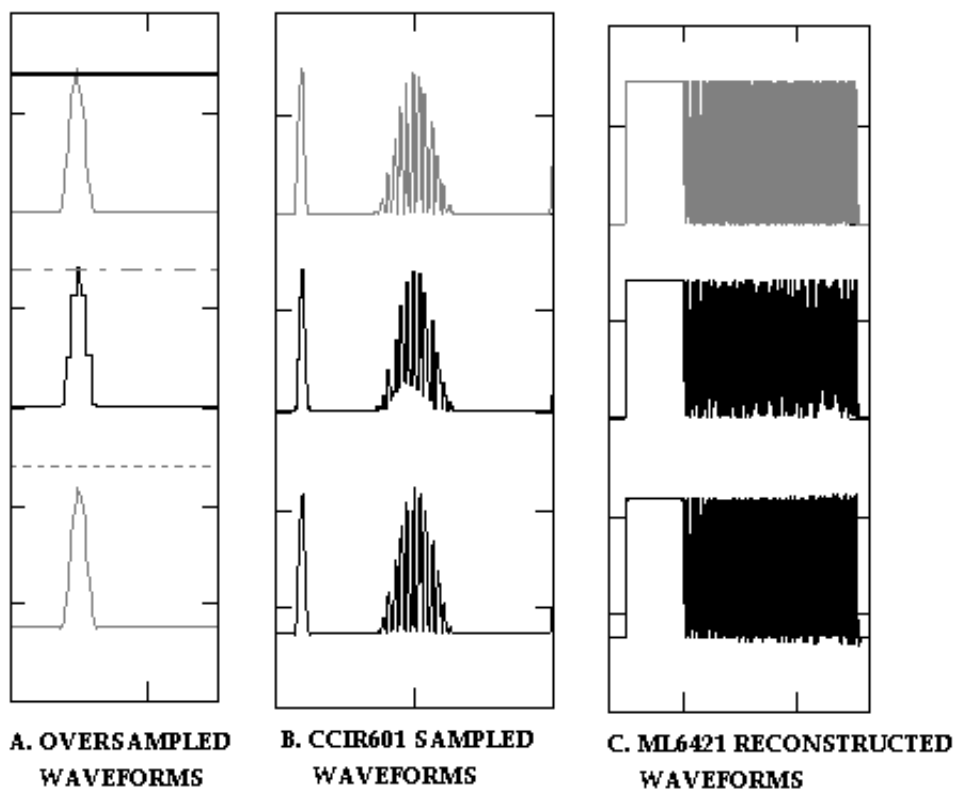 A. OVERSAMPLED
WAVEFORMS
B. CCIR601 SAMPLED
WAVEFORMS
C. ML6421 RECONSTRUCTED
WAVEFORMS